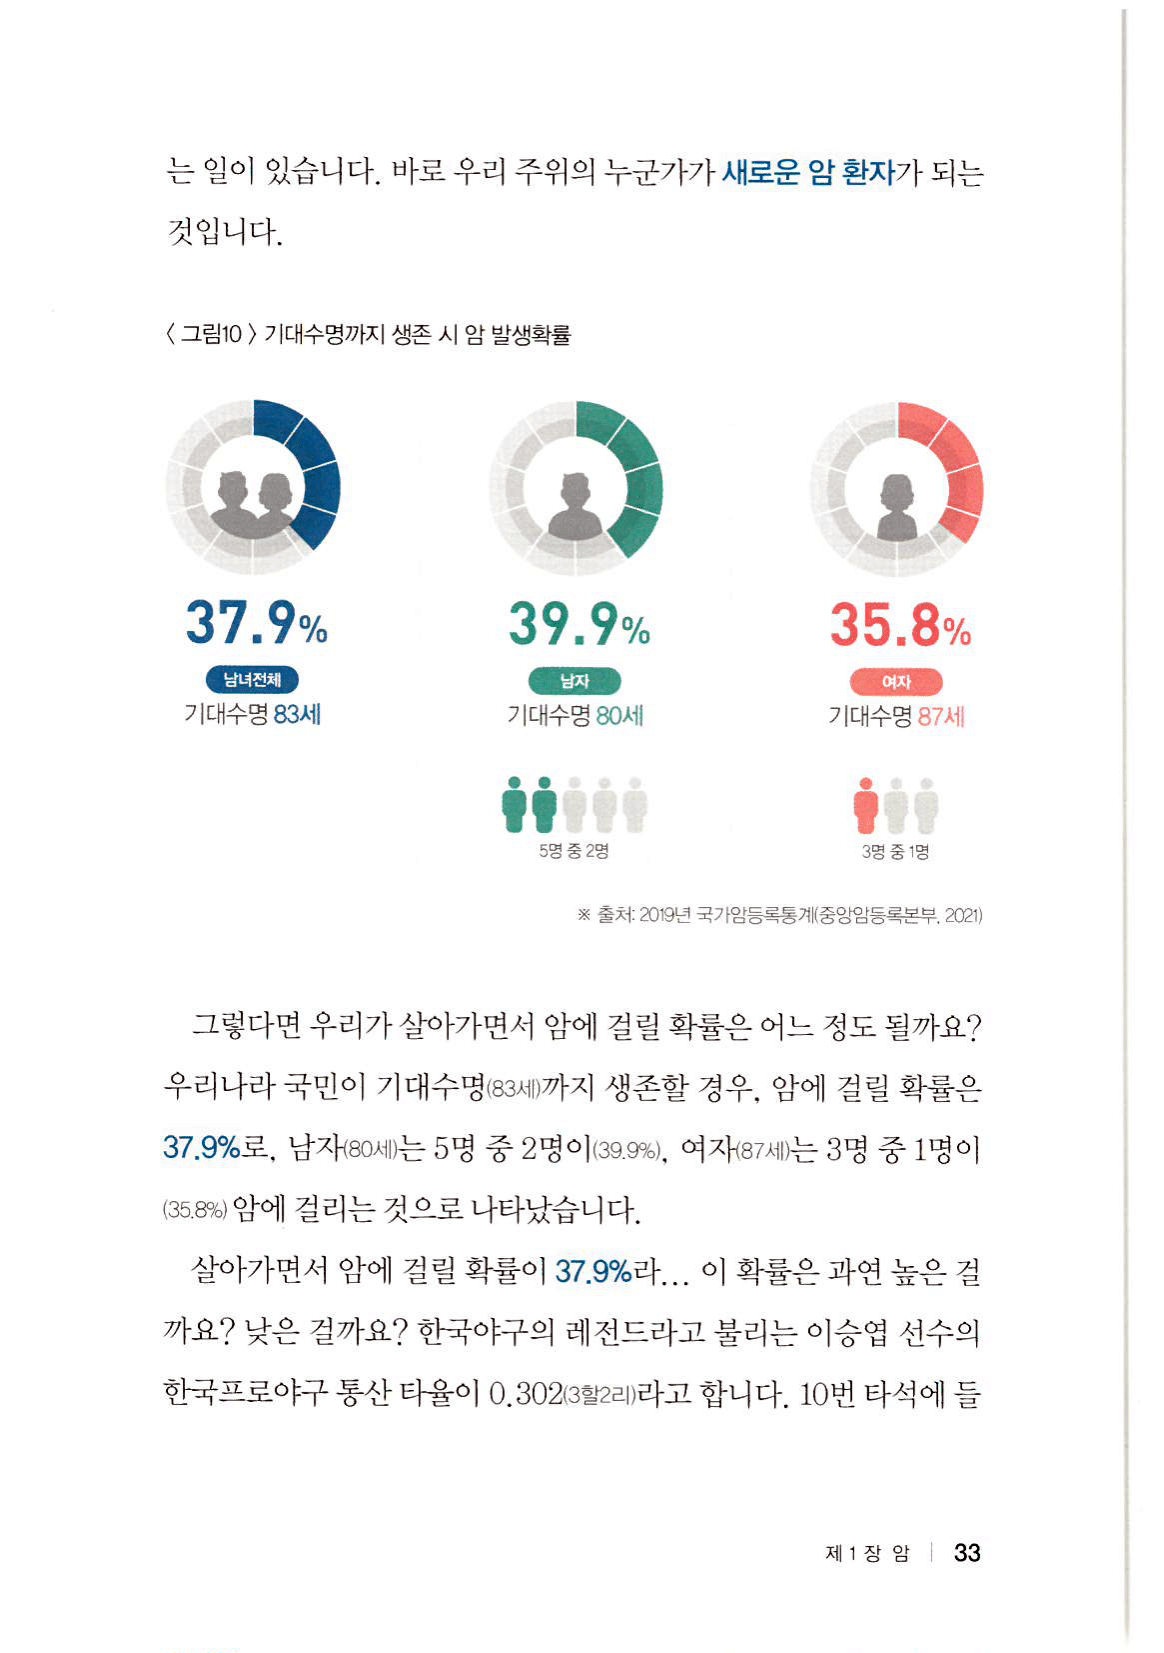 는 일이 있습니다. 바로 우리 주위의 누군가가 새로운 암 환자가 되는
것입니다.
〈 그림10 〉 기대수명까지 생존 시 암 발생확률
37.9%
남녀전체
기대수명 83세
39.9%
남자
기대수명 80세
5명 중 2명
35.8%
여자
기대수명 87세
3명 중 1명
※ 출처: 2019년 국가암등록통계(중앙암등록본부, 2021)
그렇다면 우리가 살아가면서 암에 걸릴 확률은 어느 정도 될까요?
우리나라 국민이 기대수명(83세)까지 생존할 경우, 암에 걸릴 확률은
37.9%로, 남자(80세)는 5명 중 2명이(39.9%), 여자(87세)는 3명 중 1명이
(35.8%) 암에 걸리는 것으로 나타났습니다.
살아가면서 암에 걸릴 확률이 37.9%라... 이 확률은 과연 높은 걸
까요? 낮은 걸까요? 한국야구의 레전드라고 불리는 이승엽 선수의
한국프로야구 통산 타율이 0.302(3할2리)라고 합니다. 10번 타석에 들
제1장 암 | 33